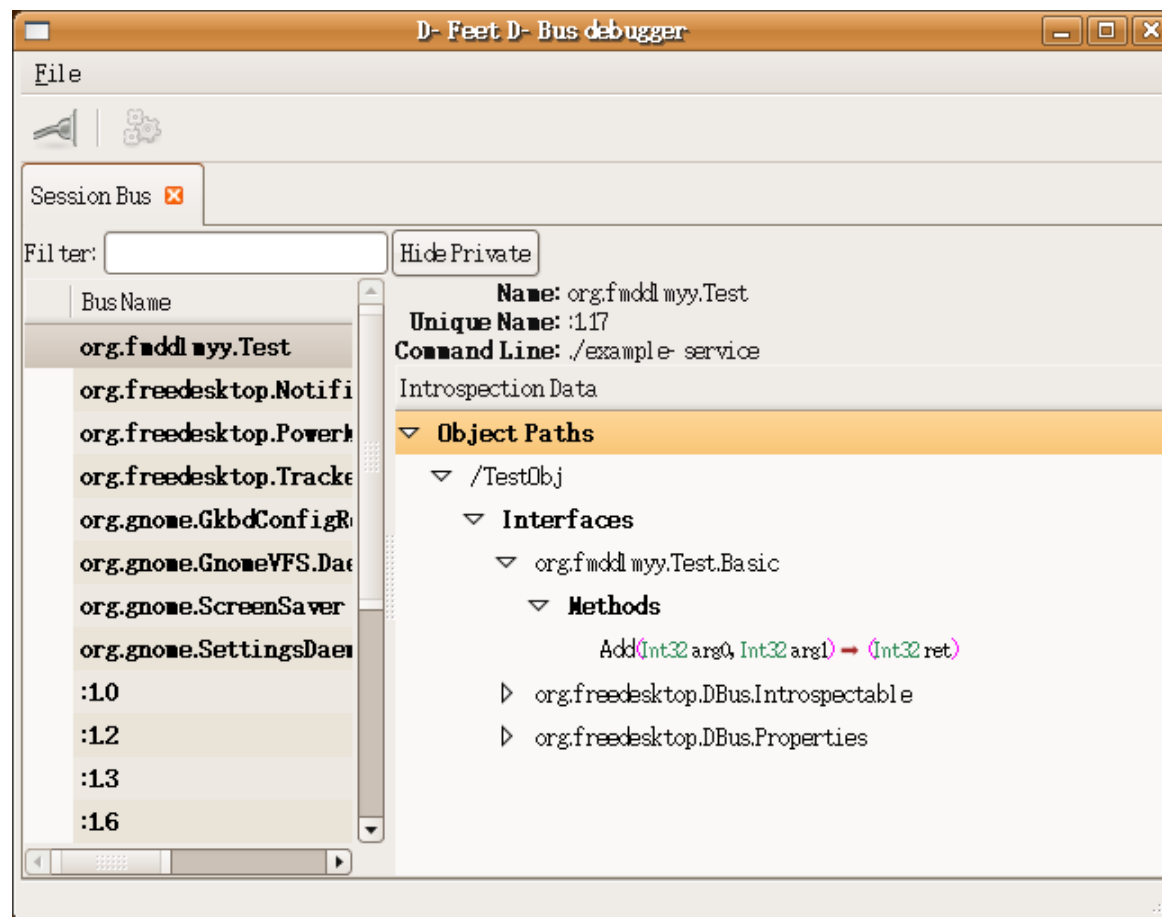 D-Feet D-Bus debugger
File
Session Bus
Filter:
Hide Private
Bus Name
org.fmddlmyy.Test
org.freedesktop.Notifi
org.freedesktop.Power
org.freedesktop.Tracke
org.gnome.GkbdConfigR
org.gnome.GnomeVFS.Dae
org.gnome.ScreenSaver
org.gnome.SettingsDaem
:1.0
:1.2
:1.3
:1.6
Name: org.fmddlmyy.Test
Unique Name: :1.17
Command Line: ./example-service
Introspection Data
Object Paths
/TestObj
Interfaces
org.fmddlmyy.Test.Basic
Methods
Add(Int32 arg0, Int32 arg1) → (Int32 ret)
org.freedesktop.DBus.Introspectable
org.freedesktop.DBus.Properties